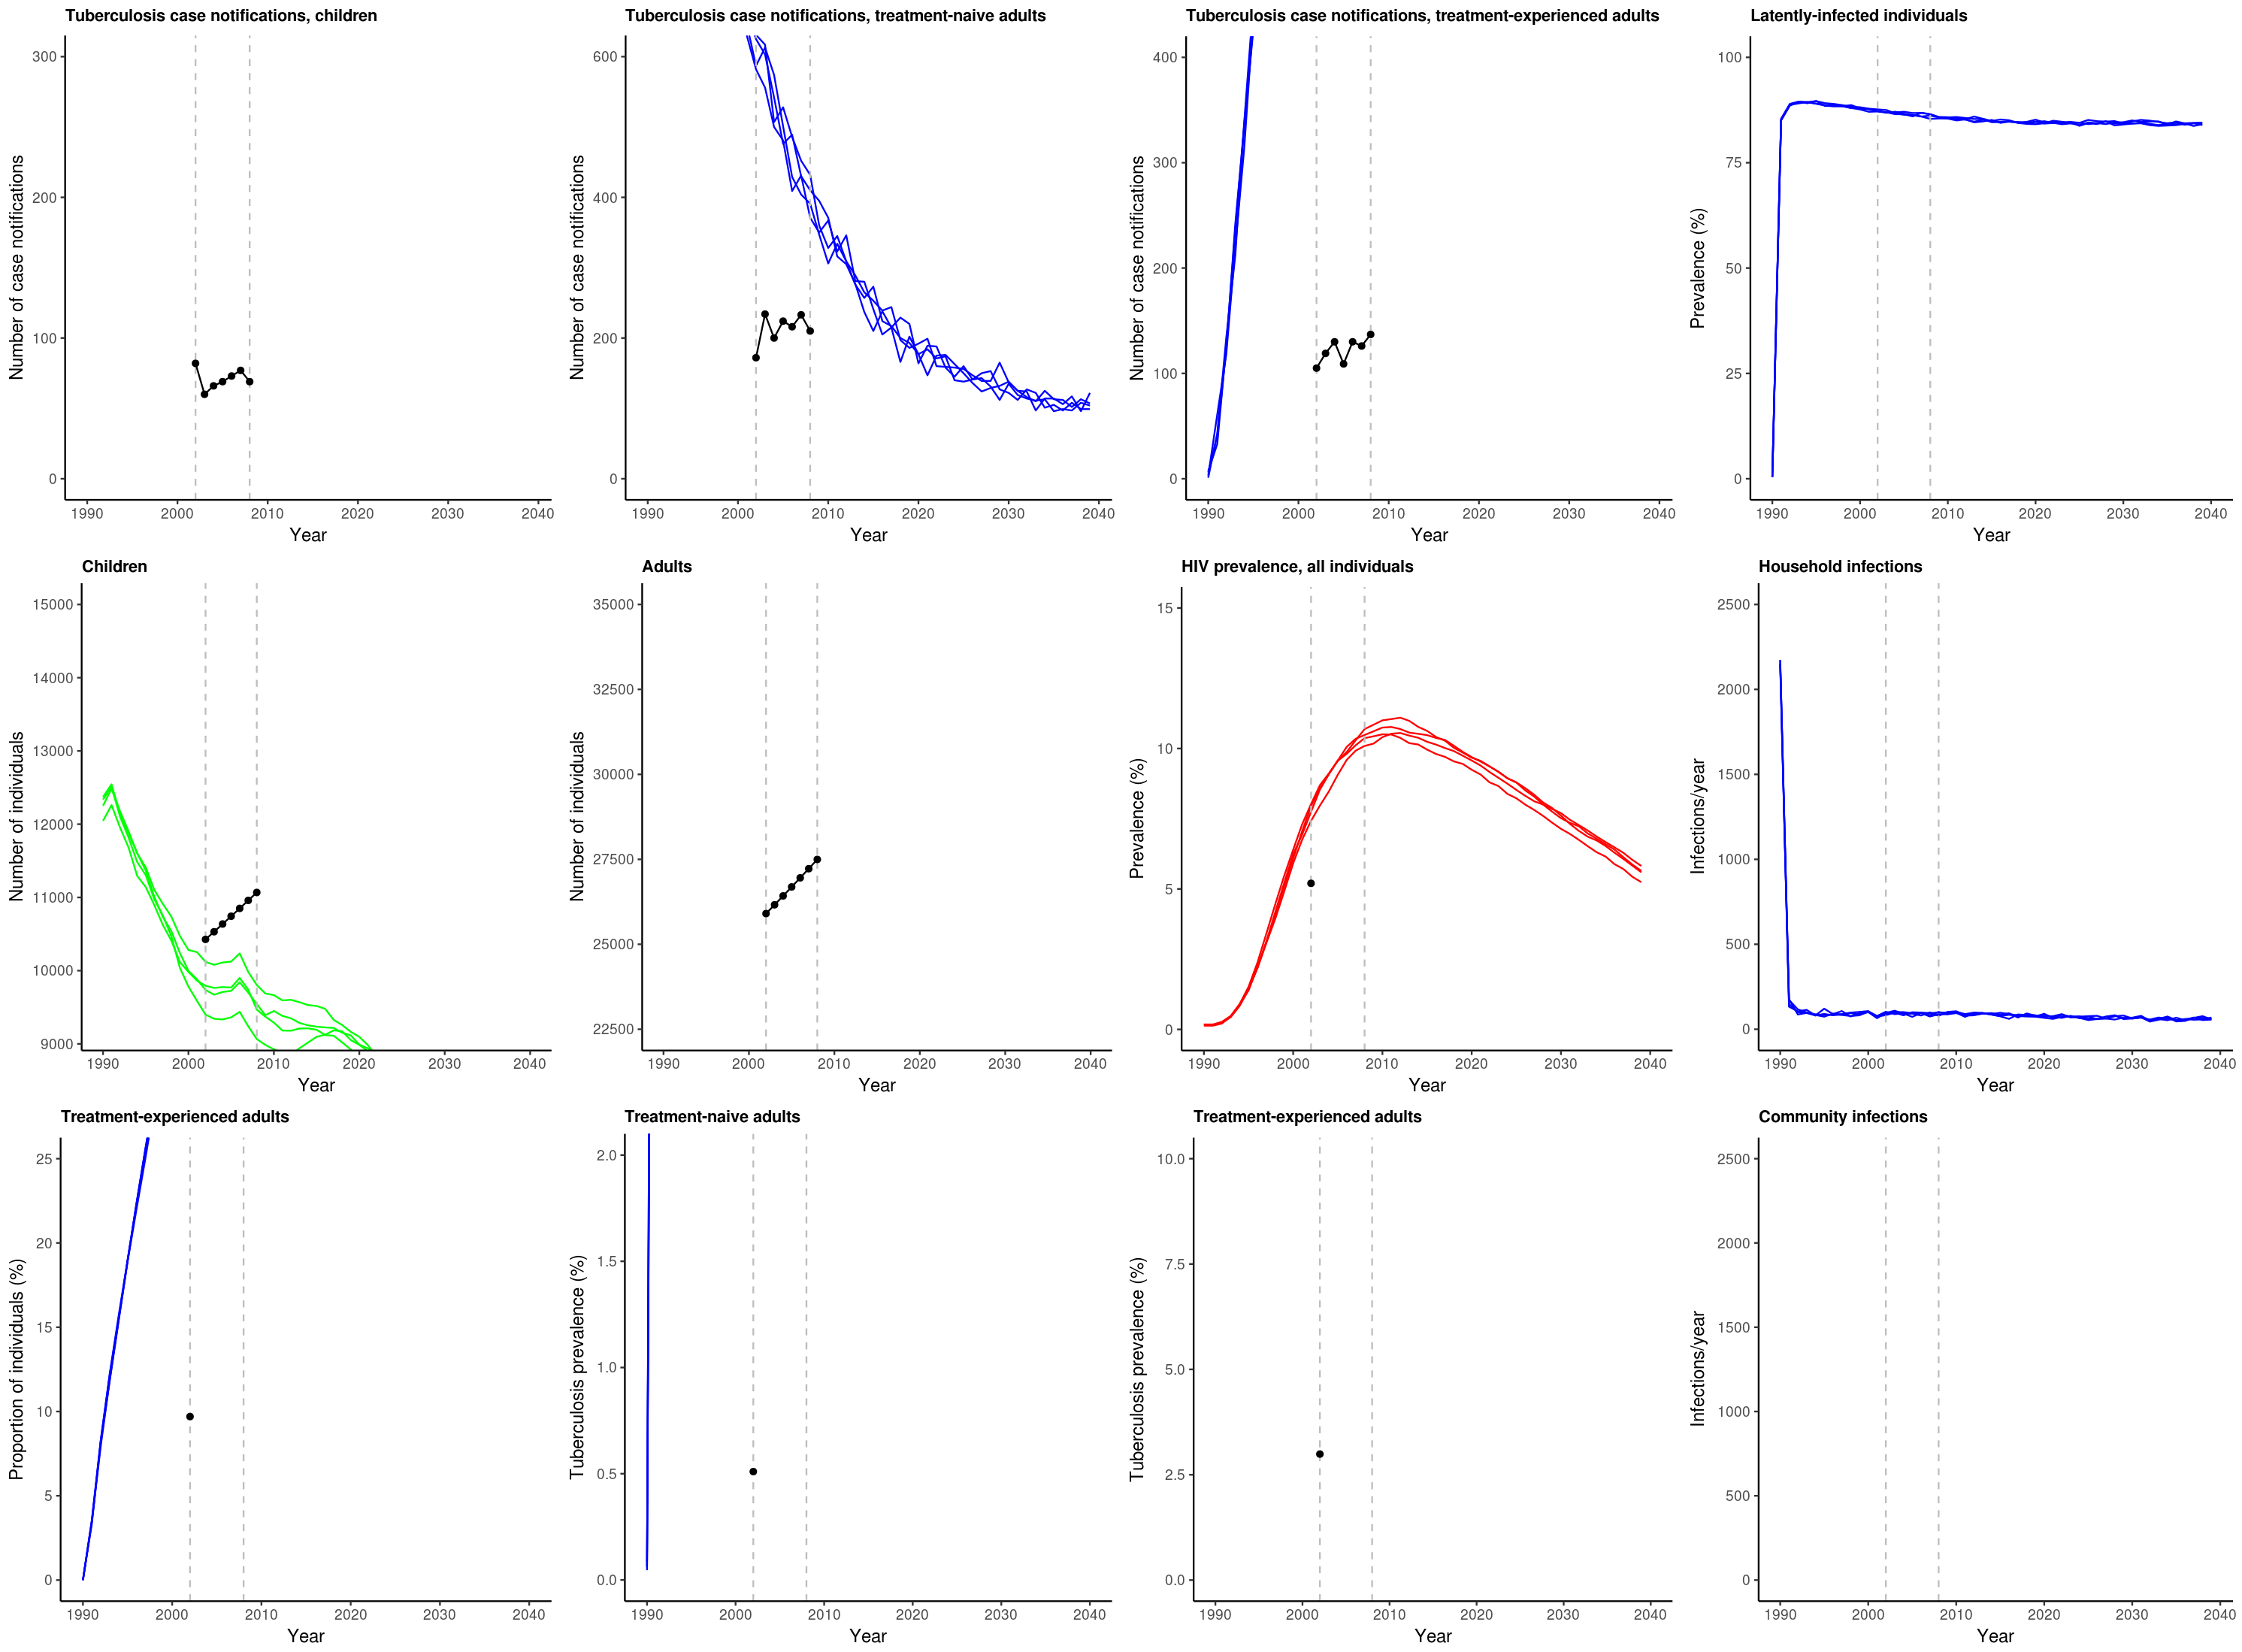 Tuberculosis case notifications, children
Number of case notifications
300
200
100
0
1990 2000 2010 2020 2030 2040
Year
Tuberculosis case notifications, treatment-naive adults
Number of case notifications
600
400
200
0
1990 2000 2010 2020 2030 2040
Year
Tuberculosis case notifications, treatment-experienced adults
Number of case notifications
400
300
200
100
0
1990 2000 2010 2020 2030 2040
Year
Latently-infected individuals
Prevalence (%)
100
75
50
25
0
1990 2000 2010 2020 2030 2040
Year
Children
Number of individuals
15000
14000
13000
12000
11000
10000
9000
1990 2000 2010 2020 2030 2040
Year
Adults
Number of individuals
35000
32500
30000
27500
25000
22500
1990 2000 2010 2020 2030 2040
Year
HIV prevalence, all individuals
Prevalence (%)
15
10
5
0
1990 2000 2010 2020 2030 2040
Year
Household infections
Infections/year
2500
2000
1500
1000
500
0
1990 2000 2010 2020 2030 2040
Year
Treatment-experienced adults
Proportion of individuals (%)
25
20
15
10
5
0
1990 2000 2010 2020 2030 2040
Year
Treatment-naive adults
Tuberculosis prevalence (%)
2.0
1.5
1.0
0.5
0.0
1990 2000 2010 2020 2030 2040
Year
Treatment-experienced adults
Tuberculosis prevalence (%)
10.0
7.5
5.0
2.5
0.0
1990 2000 2010 2020 2030 2040
Year
Community infections
Infections/year
2500
2000
1500
1000
500
0
1990 2000 2010 2020 2030 2040
Year